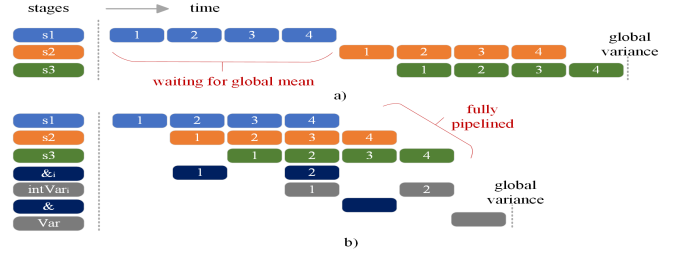 stages time
s1 1 2 3 4
global
variance
s2 1 2 3 4
s3 1 2 3 4
waiting for global mean
a)
fully
pipelined
s1 1 2 3 4
s2 1 2 3 4
s3 1 2 3 4
&ᵢ 1 2
intVarᵢ 1 2
global
variance
&
Var
b)